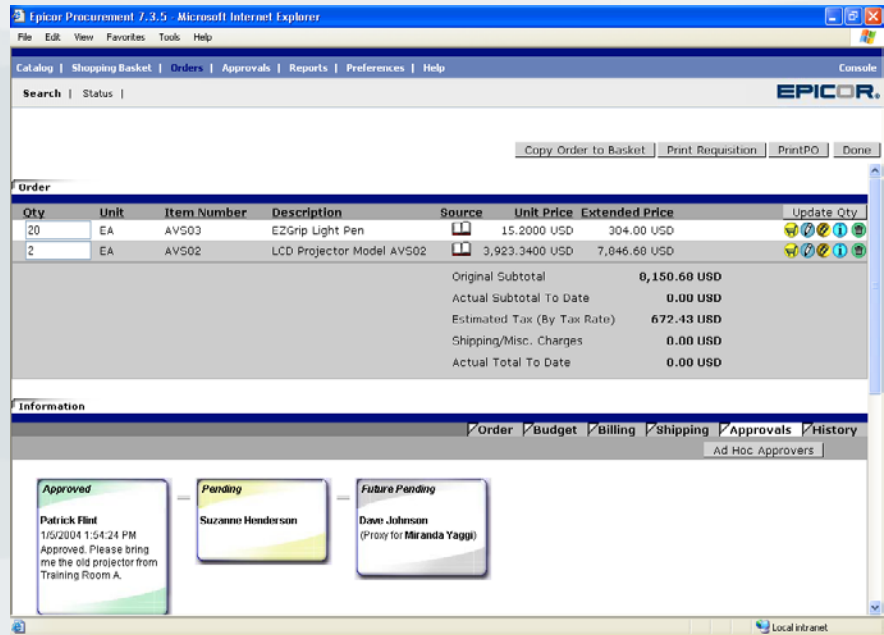 Epicor Procurement 7.3.5 - Microsoft Internet Explorer
File Edit View Favorites Tools Help
Catalog | Shopping Basket | Orders | Approvals | Reports | Preferences | Help Console
Search | Status | EPICOR®
Copy Order to Basket Print Requisition PrintPO Done
Order
Qty Unit Item Number Description Source Unit Price Extended Price Update Qty
20 EA AVS03 EZGrip Light Pen 15.2000 USD 304.00 USD
2 EA AVS02 LCD Projector Model AVS02 3,923.3400 USD 7,846.68 USD
Original Subtotal 8,150.68 USD
Actual Subtotal To Date 0.00 USD
Estimated Tax (By Tax Rate) 672.43 USD
Shipping/Misc. Charges 0.00 USD
Actual Total To Date 0.00 USD
Information
Order Budget Billing Shipping Approvals History
Ad Hoc Approvers
Approved
Patrick Flint
1/5/2004 1:54:24 PM
Approved. Please bring
me the old projector from
Training Room A.
Pending
Suzanne Henderson
Future Pending
Dave Johnson
(Proxy for Miranda Yaggi)
Local intranet